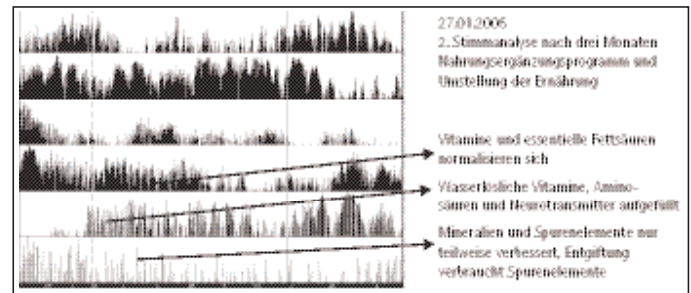 27.01.2006
2. Stimmanalyse nach drei Monaten
Nahrungsergänzungsprogramm und
Umstellung der Ernährung
Vitamine und essentielle Fettsäuren
normalisieren sich
Wasserlösliche Vitamine, Amino-
säuren und Neurotransmitter aufgefüllt
Mineralien und Spurenelemente nur
teilweise verbessert, Entgiftung
verbraucht Spurenelemente